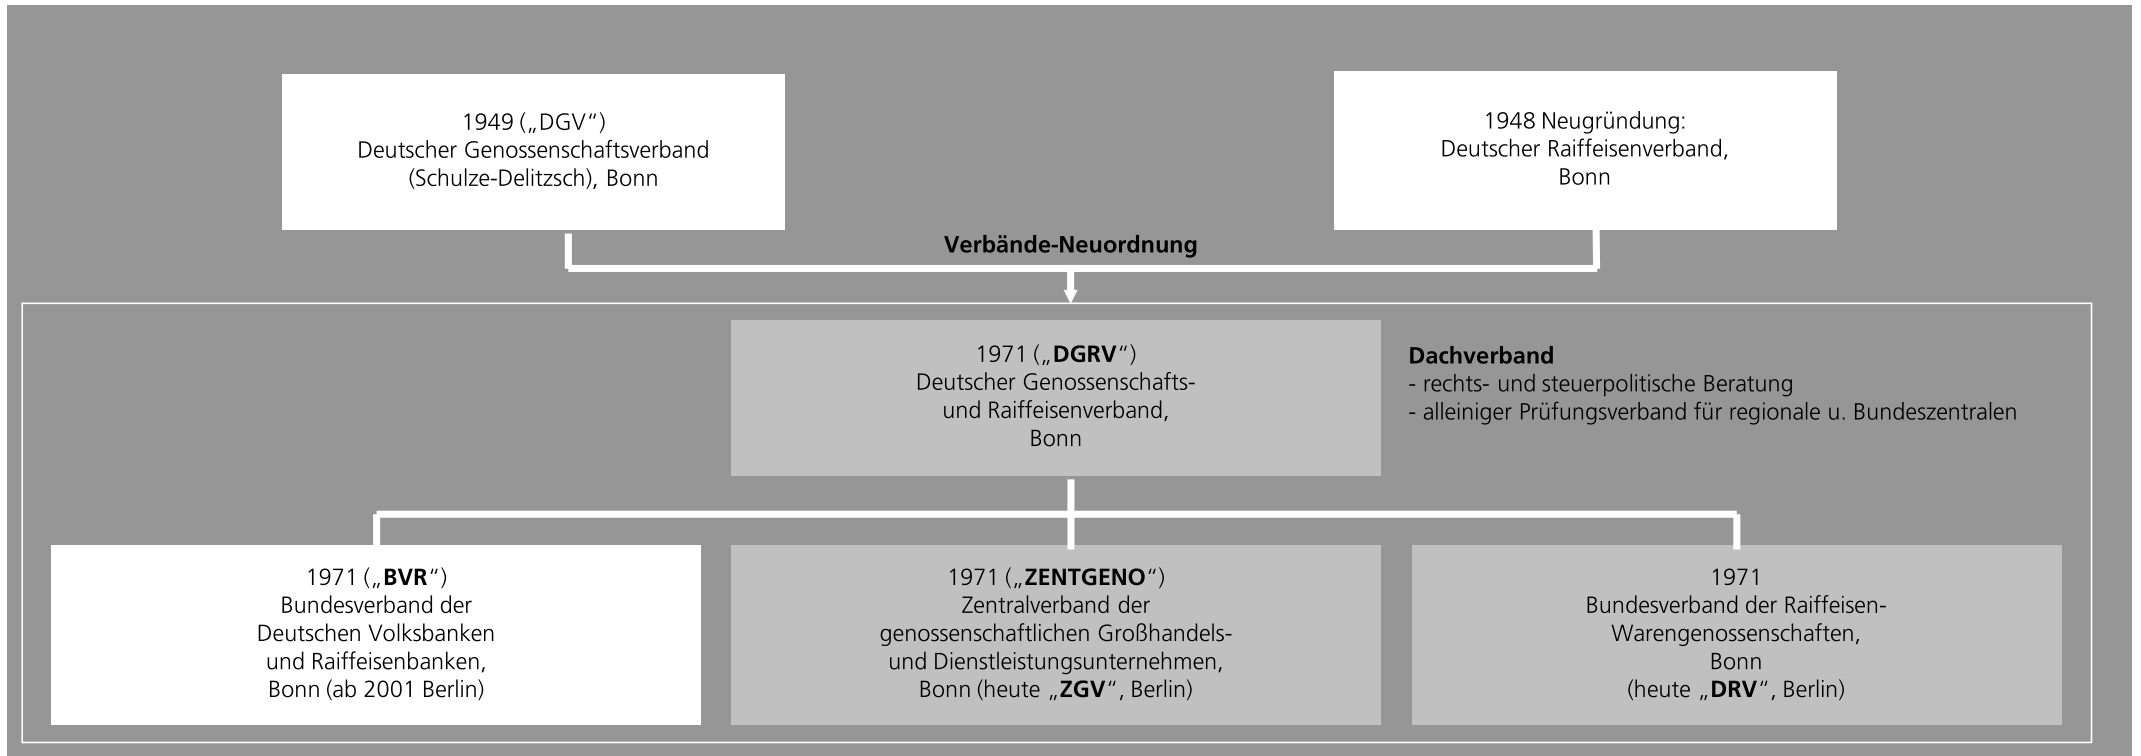 1949 („DGV“)
Deutscher Genossenschaftsverband
(Schulze-Delitzsch), Bonn
1948 Neugründung:
Deutscher Raiffeisenverband,
Bonn
Verbände-Neuordnung
1971 („DGRV“)
Deutscher Genossenschafts-
und Raiffeisenverband,
Bonn
Dachverband
- rechts- und steuerpolitische Beratung
- alleiniger Prüfungsverband für regionale u. Bundeszentralen
1971 („BVR“)
Bundesverband der
Deutschen Volksbanken
und Raiffeisenbanken,
Bonn (ab 2001 Berlin)
1971 („ZENTGENO“)
Zentralverband der
genossenschaftlichen Großhandels-
und Dienstleistungsunternehmen,
Bonn (heute „ZGV“, Berlin)
1971
Bundesverband der Raiffeisen-
Warengenossenschaften,
Bonn
(heute „DRV“, Berlin)